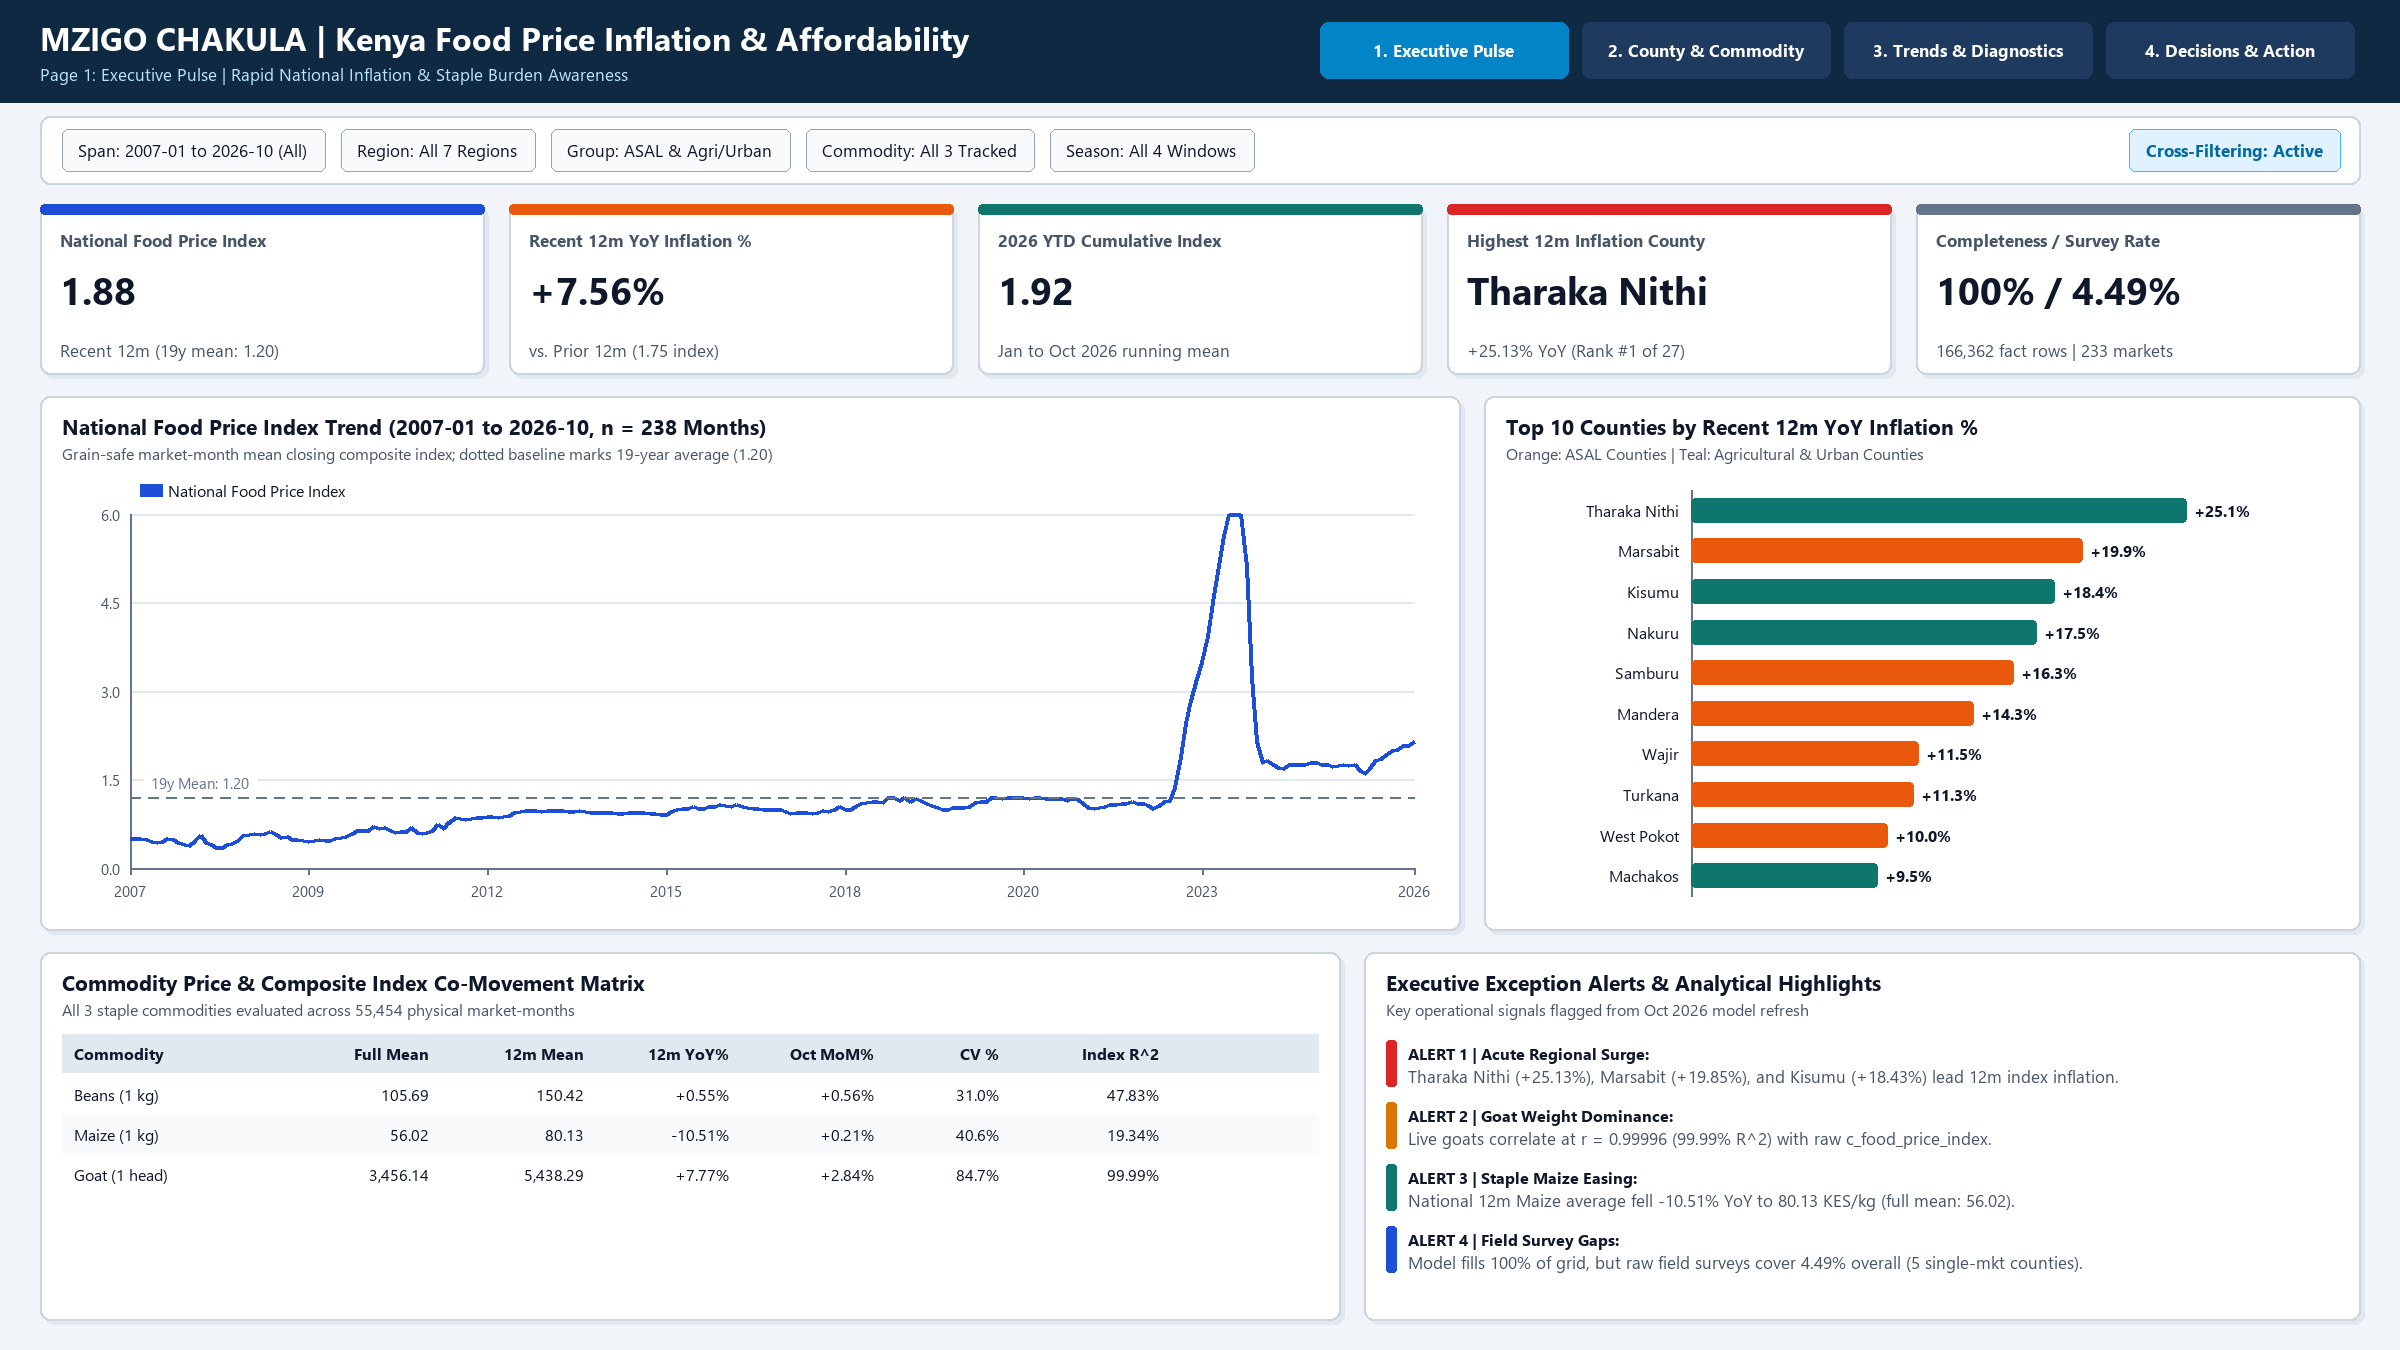 MZIGO CHAKULA | Kenya Food Price Inflation & Affordability
Page 1: Executive Pulse | Rapid National Inflation & Staple Burden Awareness
1. Executive Pulse
2. County & Commodity
3. Trends & Diagnostics
4. Decisions & Action
Span: 2007-01 to 2026-10 (All)
Region: All 7 Regions
Group: ASAL & Agri/Urban
Commodity: All 3 Tracked
Season: All 4 Windows
Cross-Filtering: Active
National Food Price Index
1.88
Recent 12m (19y mean: 1.20)
Recent 12m YoY Inflation %
+7.56%
vs. Prior 12m (1.75 index)
2026 YTD Cumulative Index
1.92
Jan to Oct 2026 running mean
Highest 12m Inflation County
Tharaka Nithi
+25.13% YoY (Rank #1 of 27)
Completeness / Survey Rate
100% / 4.49%
166,362 fact rows | 233 markets
National Food Price Index Trend (2007-01 to 2026-10, n = 238 Months)
Grain-safe market-month mean closing composite index; dotted baseline marks 19-year average (1.20)
National Food Price Index
6.0
4.5
3.0
1.5
0.0
19y Mean: 1.20
2007 2009 2012 2015 2018 2020 2023 2026
Top 10 Counties by Recent 12m YoY Inflation %
Orange: ASAL Counties | Teal: Agricultural & Urban Counties
Tharaka Nithi +25.1%
Marsabit +19.9%
Kisumu +18.4%
Nakuru +17.5%
Samburu +16.3%
Mandera +14.3%
Wajir +11.5%
Turkana +11.3%
West Pokot +10.0%
Machakos +9.5%
Commodity Price & Composite Index Co-Movement Matrix
All 3 staple commodities evaluated across 55,454 physical market-months
Commodity Full Mean 12m Mean 12m YoY% Oct MoM% CV % Index R^2
Beans (1 kg) 105.69 150.42 +0.55% +0.56% 31.0% 47.83%
Maize (1 kg) 56.02 80.13 -10.51% +0.21% 40.6% 19.34%
Goat (1 head) 3,456.14 5,438.29 +7.77% +2.84% 84.7% 99.99%
Executive Exception Alerts & Analytical Highlights
Key operational signals flagged from Oct 2026 model refresh
ALERT 1 | Acute Regional Surge:
Tharaka Nithi (+25.13%), Marsabit (+19.85%), and Kisumu (+18.43%) lead 12m index inflation.
ALERT 2 | Goat Weight Dominance:
Live goats correlate at r = 0.99996 (99.99% R^2) with raw c_food_price_index.
ALERT 3 | Staple Maize Easing:
National 12m Maize average fell -10.51% YoY to 80.13 KES/kg (full mean: 56.02).
ALERT 4 | Field Survey Gaps:
Model fills 100% of grid, but raw field surveys cover 4.49% overall (5 single-mkt counties).